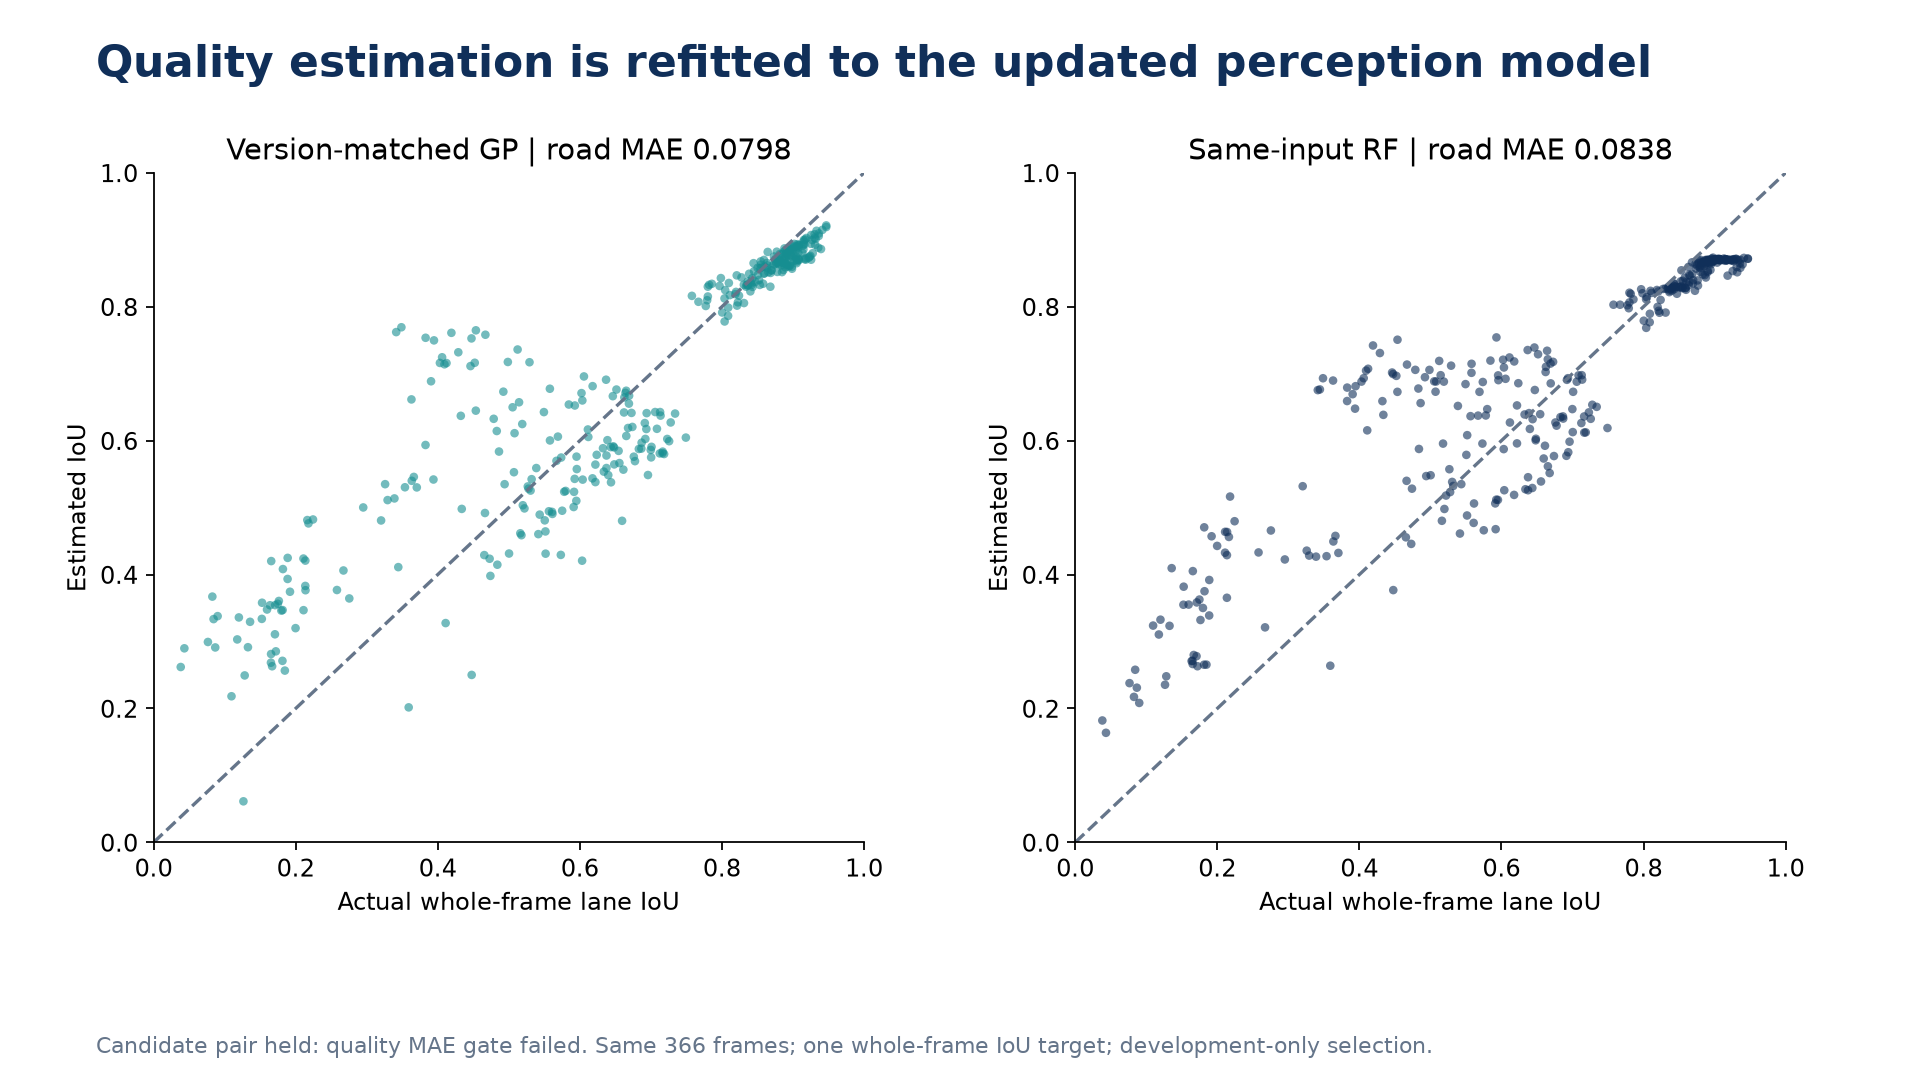 Quality estimation is refitted to the updated perception model
Version-matched GP | road MAE 0.0798
1.0
0.8
0.6
0.4
0.2
0.0
Estimated IoU
0.0 0.2 0.4 0.6 0.8 1.0
Actual whole-frame lane IoU
Same-input RF | road MAE 0.0838
1.0
0.8
0.6
0.4
0.2
0.0
Estimated IoU
0.0 0.2 0.4 0.6 0.8 1.0
Actual whole-frame lane IoU
Candidate pair held: quality MAE gate failed. Same 366 frames; one whole-frame IoU target; development-only selection.